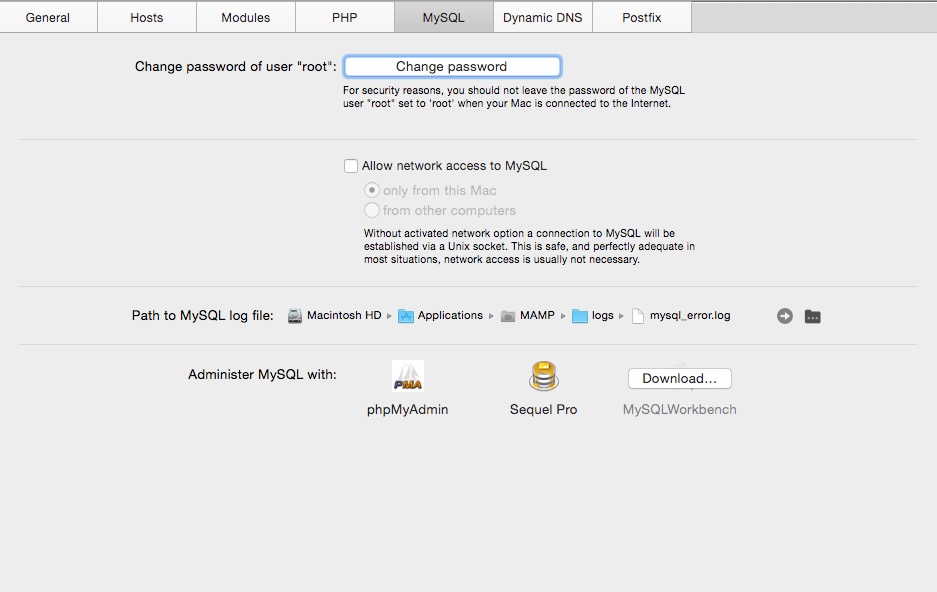 General Hosts Modules PHP MySQL Dynamic DNS Postfix
Change password of user "root": Change password
For security reasons, you should not leave the password of the MySQL
user "root" set to 'root' when your Mac is connected to the Internet.
Allow network access to MySQL
only from this Mac
from other computers
Without activated network option a connection to MySQL will be
established via a Unix socket. This is safe, and perfectly adequate in
most situations, network access is usually not necessary.
Path to MySQL log file: Macintosh HD ▸ Applications ▸ MAMP ▸ logs ▸ mysql_error.log
Administer MySQL with: PMA Download...
phpMyAdmin Sequel Pro MySQLWorkbench